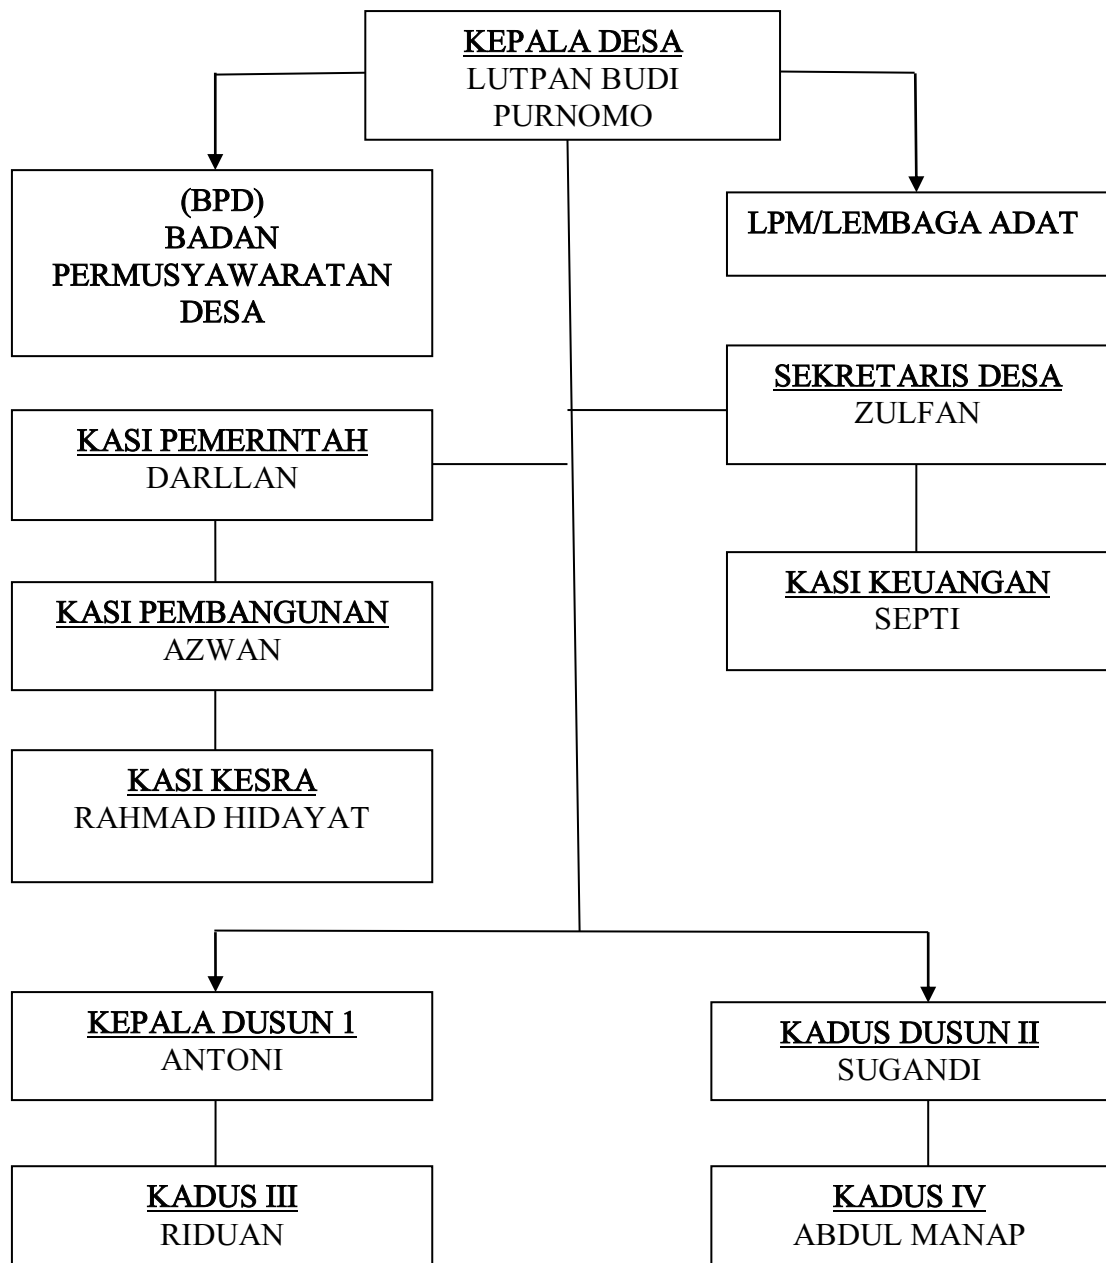 KEPALA DESA
LUTPAN BUDI
PURNOMO
(BPD)
BADAN
PERMUSYAWARATAN
DESA
LPM/LEMBAGA ADAT
SEKRETARIS DESA
ZULFAN
KASI PEMERINTAH
DARLLAN
KASI KEUANGAN
SEPTI
KASI PEMBANGUNAN
AZWAN
KASI KESRA
RAHMAD HIDAYAT
KEPALA DUSUN 1
ANTONI
KADUS DUSUN II
SUGANDI
KADUS III
RIDUAN
KADUS IV
ABDUL MANAP